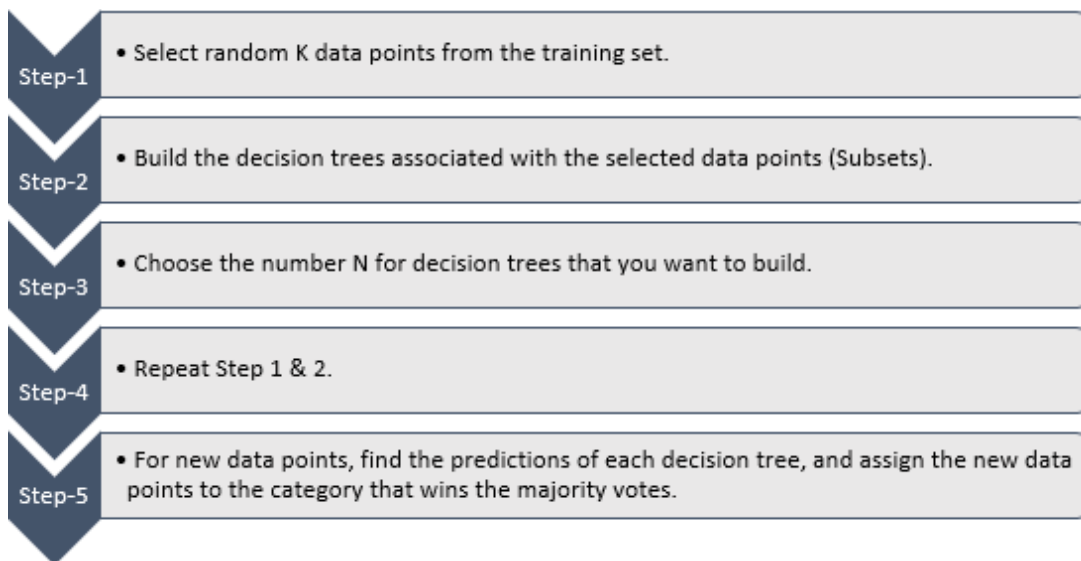 Step-1
• Select random K data points from the training set.
Step-2
• Build the decision trees associated with the selected data points (Subsets).
Step-3
• Choose the number N for decision trees that you want to build.
Step-4
• Repeat Step 1 & 2.
Step-5
• For new data points, find the predictions of each decision tree, and assign the new data
points to the category that wins the majority votes.